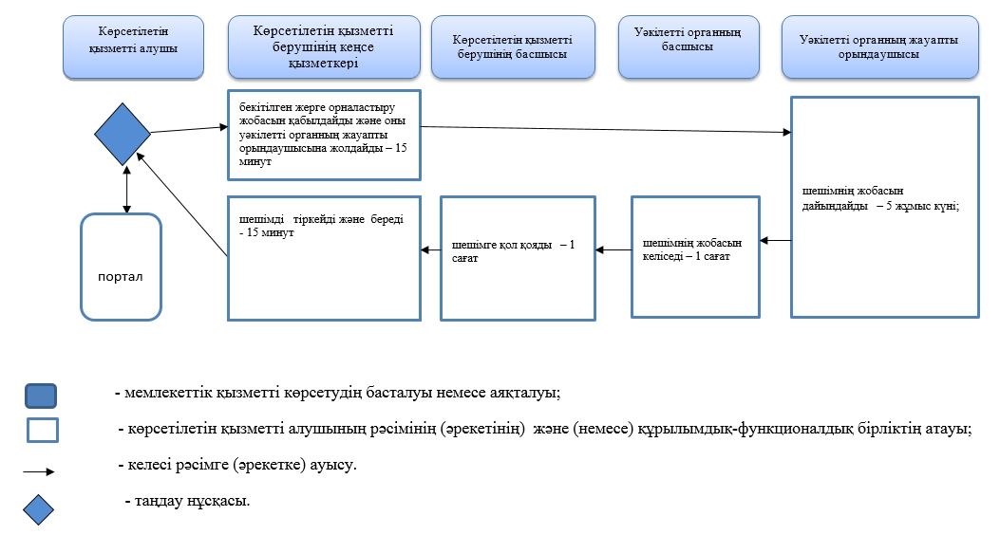 Көрсетілетін
қызметті алушы
Көрсетілетін қызметті
берушінің кеңсе
қызметкері
Көрсетілетін қызметті
берушінің басшысы
Уәкілетті органның
басшысы
Уәкілетті органның жауапты
орындаушысы
бекітілген жерге орналастыру
жобасын қабылдайды және оны
уәкілетті органның жауапты
орындаушысына жолдайды – 15
минут
шешімнің жобасын
дайындайды – 5 жұмыс күні;
шешімді тіркейді және береді
- 15 минут
шешімге қол қояды – 1
сағат
шешімнің жобасын
келіседі – 1 сағат
портал
- мемлекеттік қызметті көрсетудің басталуы немесе аяқталуы;
- көрсетілетін қызметті алушының рәсімінің (әрекетінің) және (немесе) құрылымдық-функционалдық бірліктің атауы;
- келесі рәсімге (әрекетке) ауысу.
- таңдау нұсқасы.